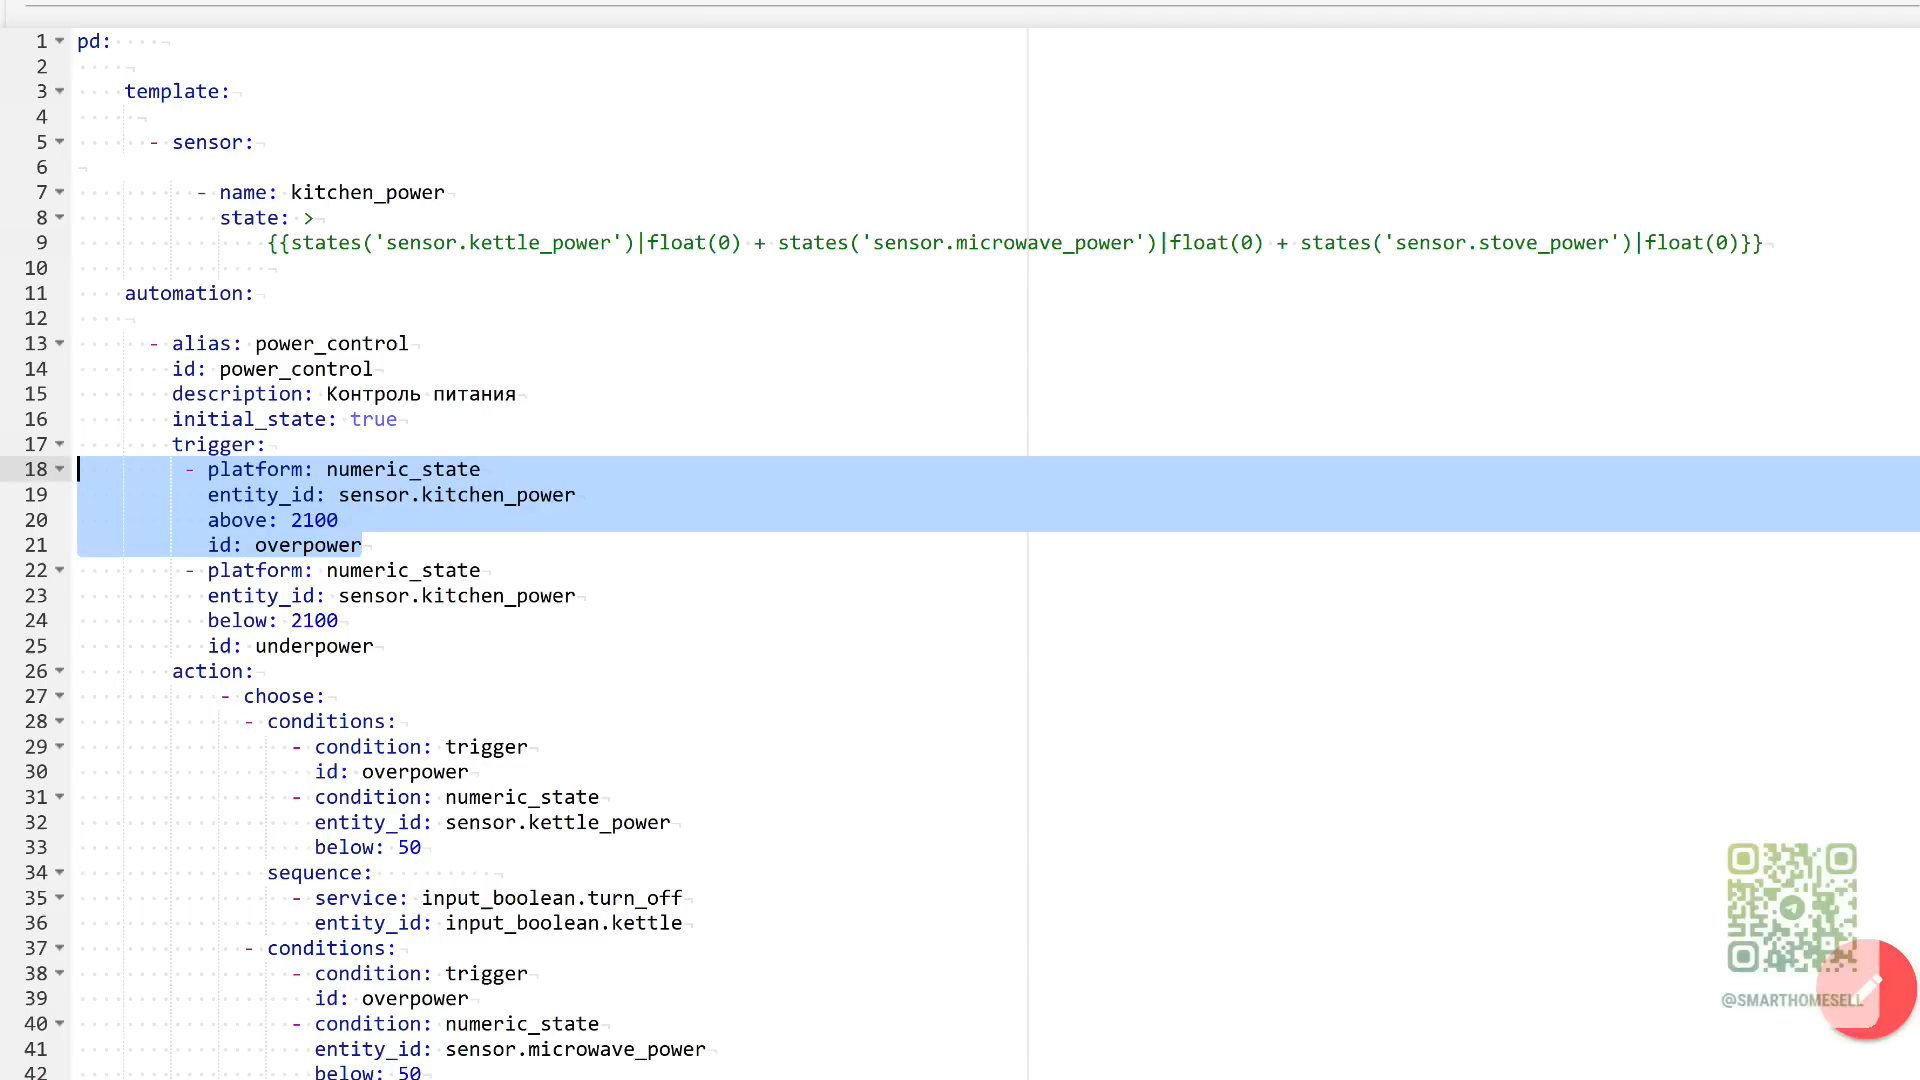 1 pd:
2
3 template:
4
5 - sensor:
6
7 - name: kitchen_power
8 state: >
9 {{states('sensor.kettle_power')|float(0) + states('sensor.microwave_power')|float(0) + states('sensor.stove_power')|float(0)}}
10
11 automation:
12
13 - alias: power_control
14 id: power_control
15 description: Контроль питания
16 initial_state: true
17 trigger:
18 - platform: numeric_state
19 entity_id: sensor.kitchen_power
20 above: 2100
21 id: overpower
22 - platform: numeric_state
23 entity_id: sensor.kitchen_power
24 below: 2100
25 id: underpower
26 action:
27 - choose:
28 - conditions:
29 - condition: trigger
30 id: overpower
31 - condition: numeric_state
32 entity_id: sensor.kettle_power
33 below: 50
34 sequence:
35 - service: input_boolean.turn_off
36 entity_id: input_boolean.kettle
37 - conditions:
38 - condition: trigger
39 id: overpower
40 - condition: numeric_state
41 entity_id: sensor.microwave_power
42 below: 50
@SMARTHOMESELL